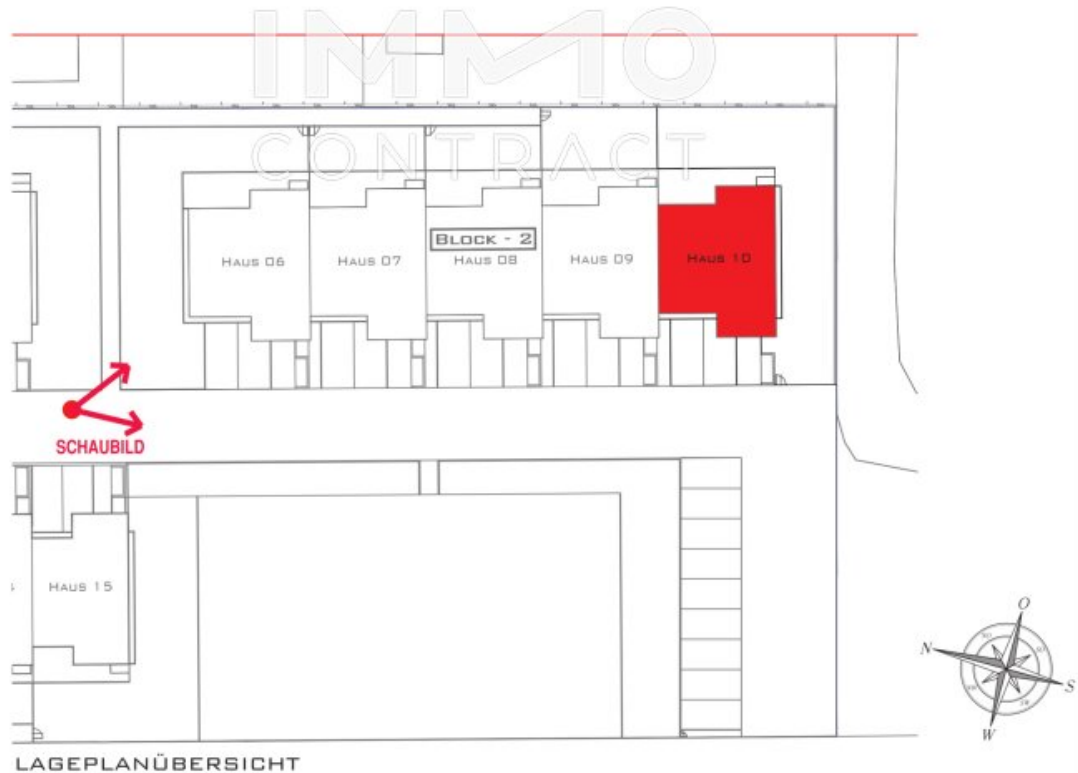 IMMO
CONTRACT
BLOCK - 2
HAUS 06
HAUS 07
HAUS 08
HAUS 09
HAUS 10
SCHAUBILD
HAUS 15
O
N
S
W
LAGEPLANÜBERSICHT